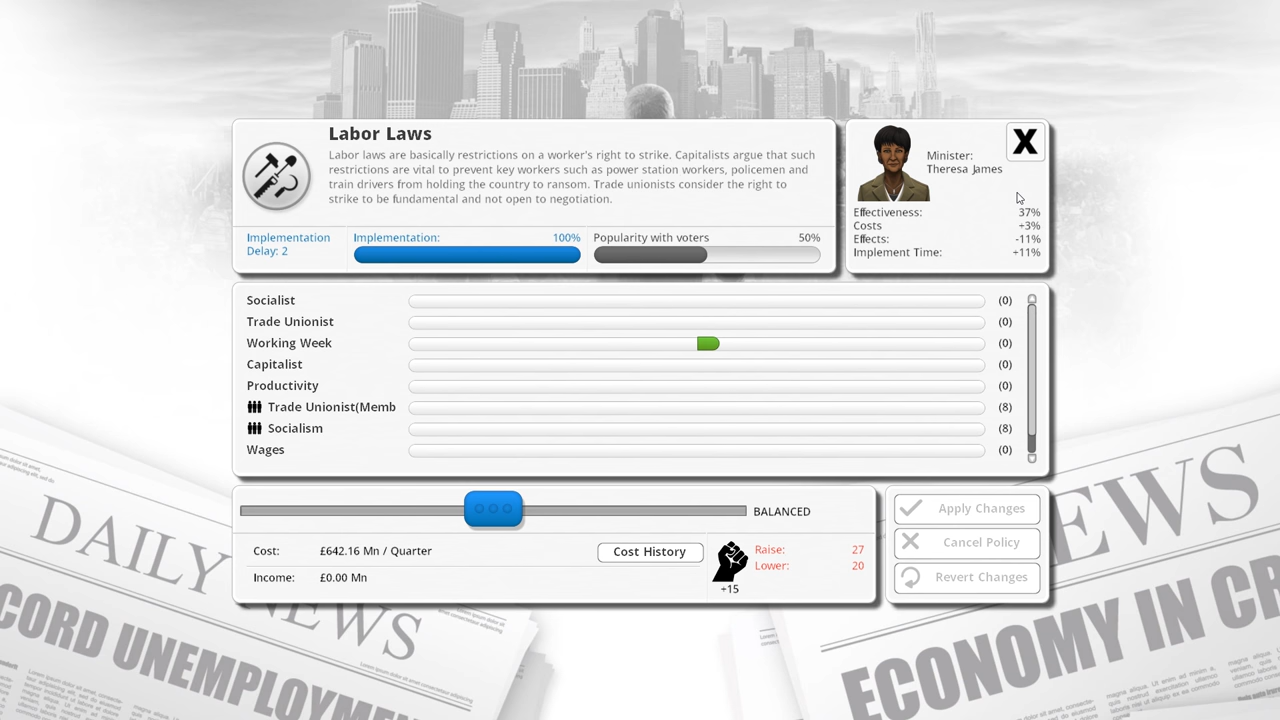 Labor Laws
Labor laws are basically restrictions on a worker's right to strike. Capitalists argue that such
restrictions are vital to prevent key workers such as power station workers, policemen and
train drivers from holding the country to ransom. Trade unionists consider the right to
strike to be fundamental and not open to negotiation.
Implementation
Delay: 2
Implementation: 100%
Popularity with voters 50%
Minister:
Theresa James
X
Effectiveness: 37%
Costs +3%
Effects: -11%
Implement Time: +11%
Socialist (0)
Trade Unionist (0)
Working Week (0)
Capitalist (0)
Productivity (0)
Trade Unionist(Memb (8)
Socialism (8)
Wages (0)
BALANCED
Cost: £642.16 Mn / Quarter
Cost History
Income: £0.00 Mn
+15
Raise: 27
Lower: 20
Apply Changes
Cancel Policy
Revert Changes
DAILY NEWS
CORD UNEMPLOYME
EWS
ECONOMY IN CR